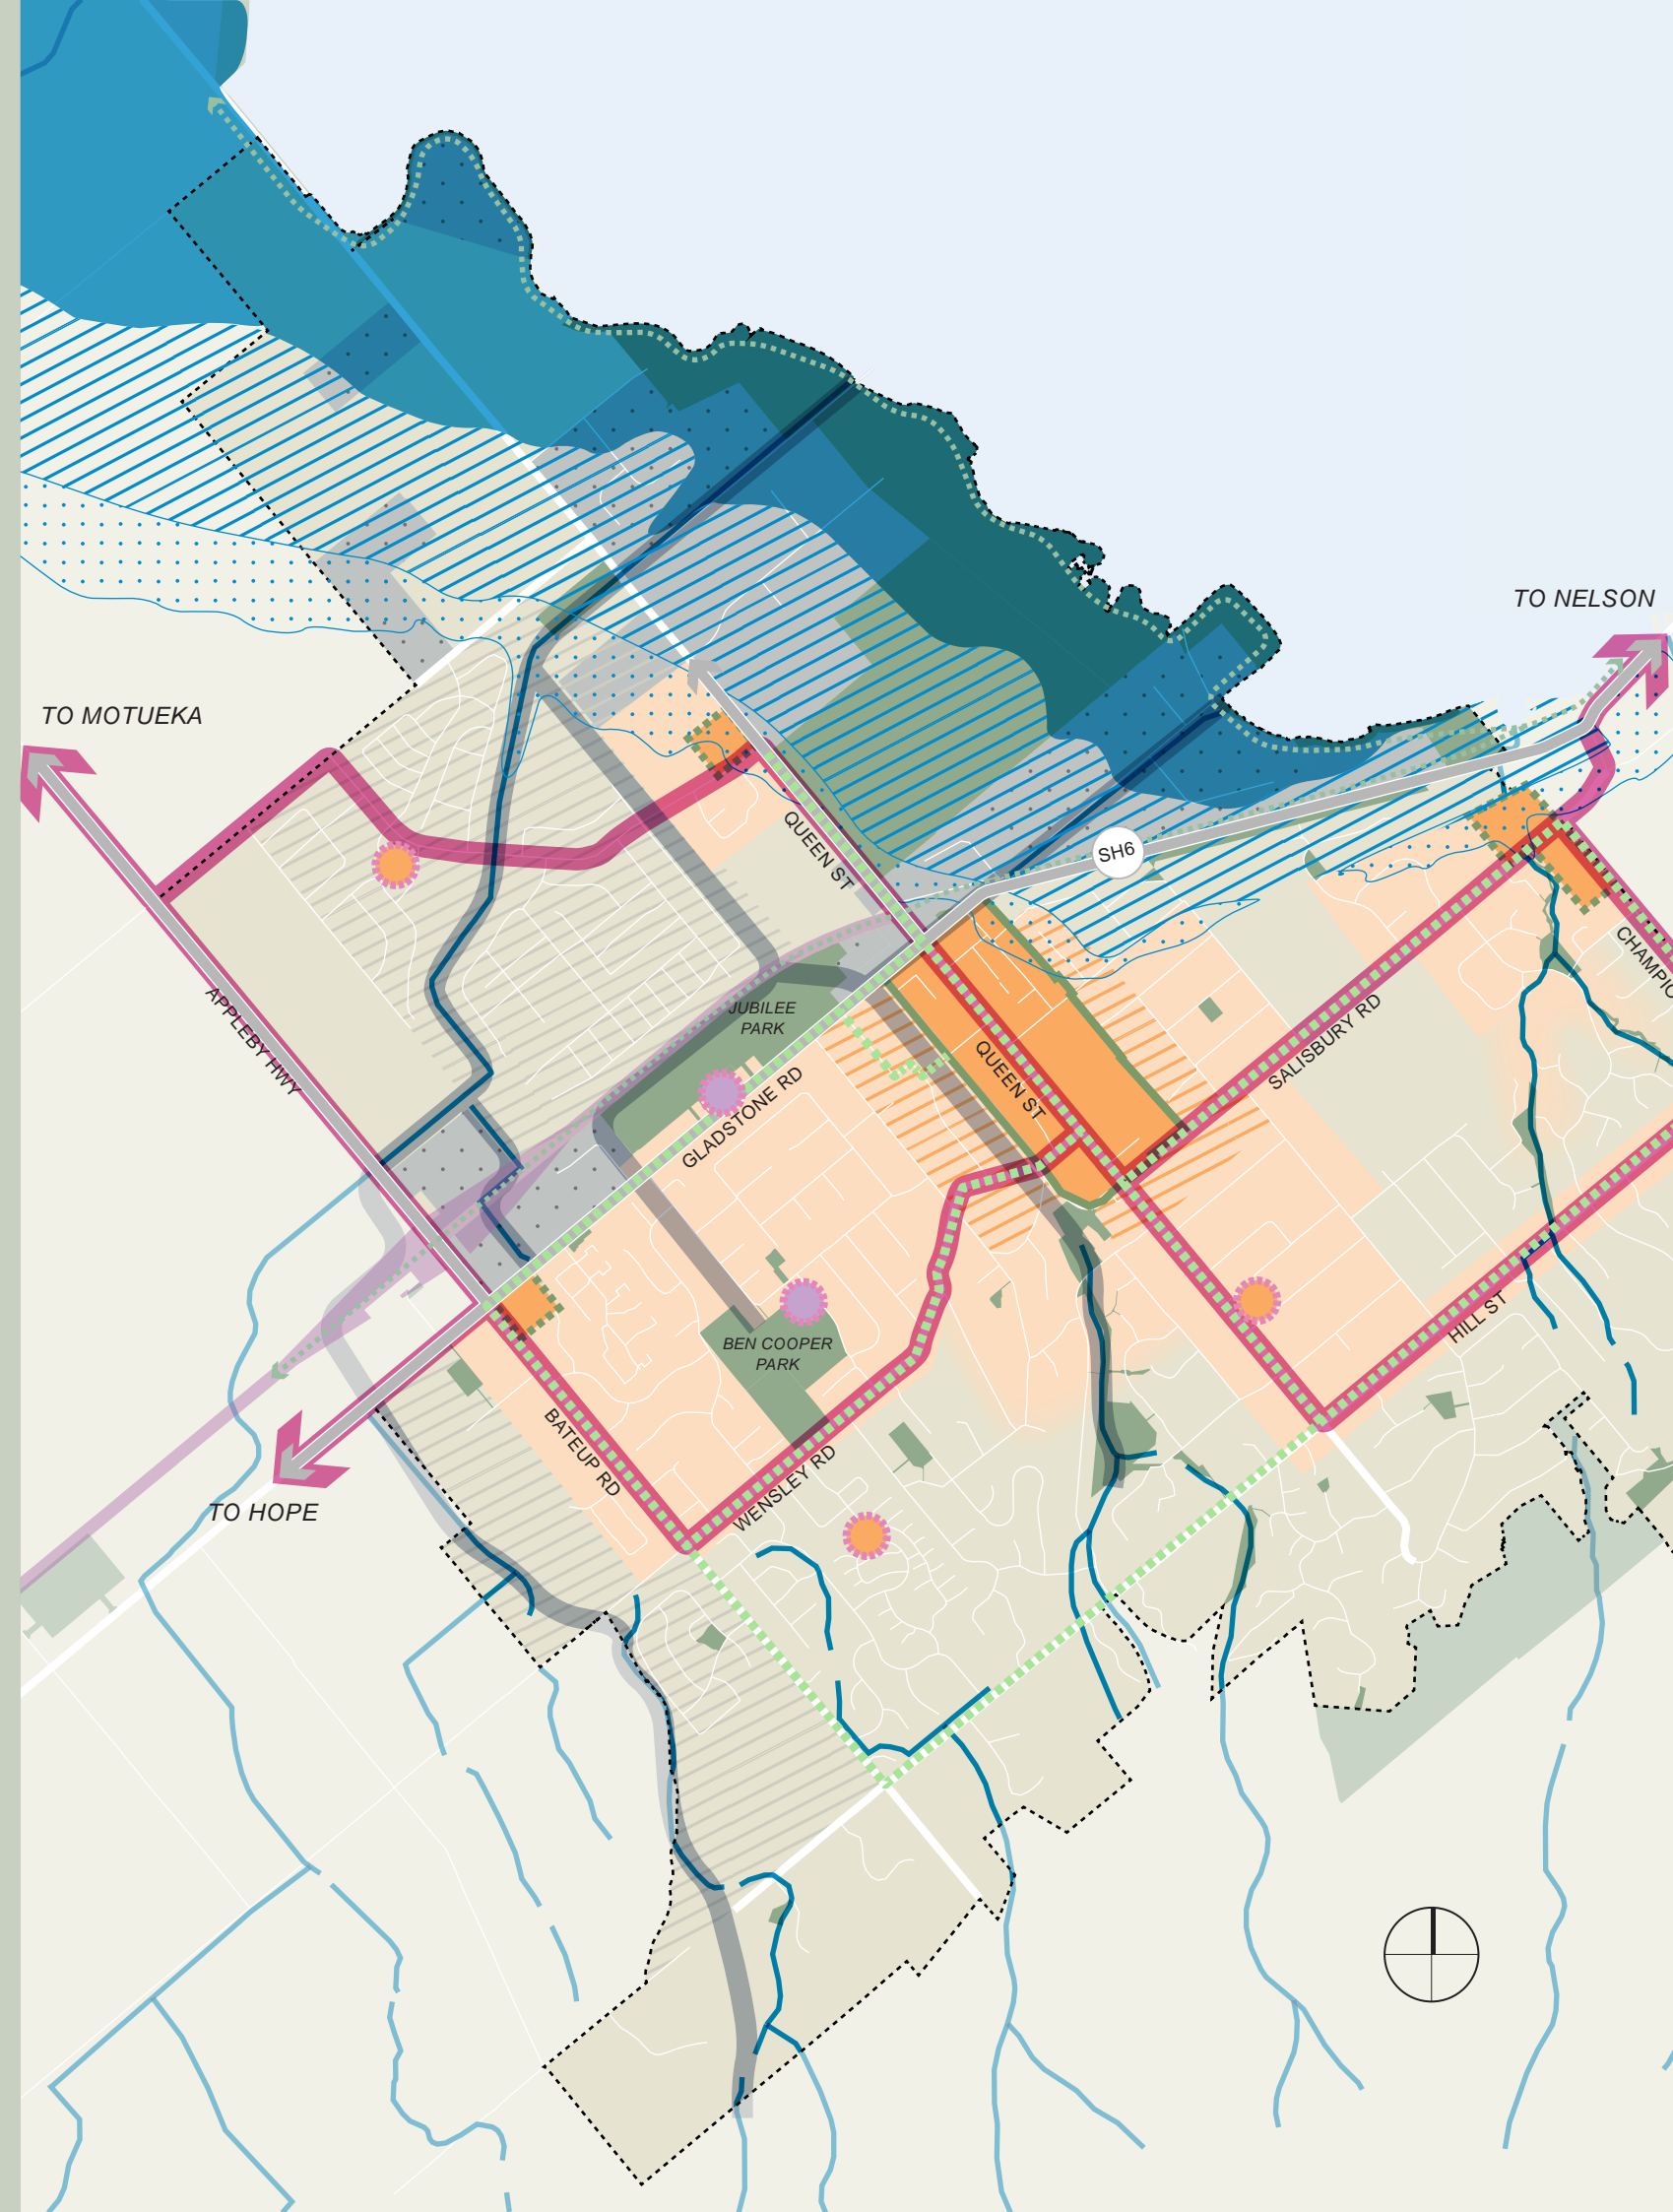 TO NELSON
TO MOTUEKA
QUEEN ST
SH6
CHAMPIO
JUBILEE
PARK
APPLEBY HWY
QUEEN ST
SALISBURY RD
GLADSTONE RD
HILL ST
BEN COOPER
PARK
BATEUP RD
WENSLEY RD
TO HOPE